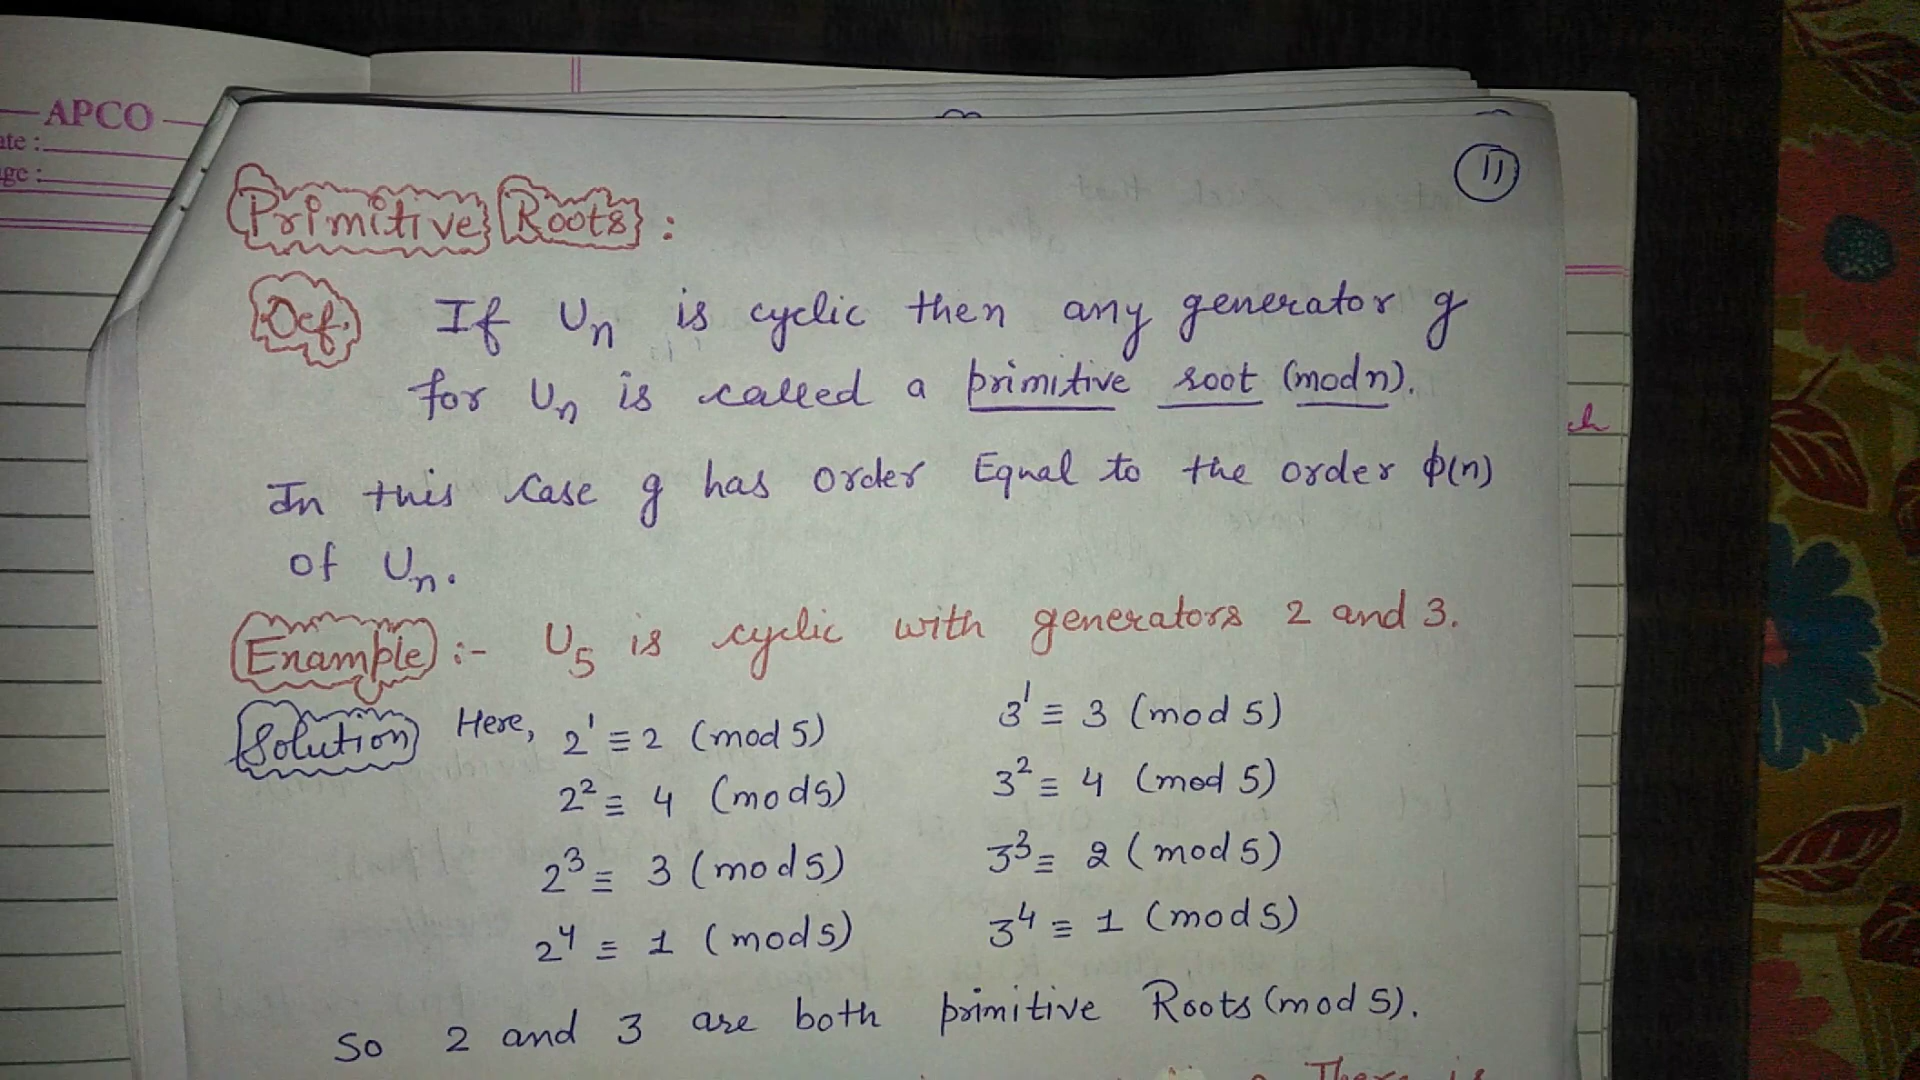 APCO
ate :
ge :
11
Primitive Roots :
Def. If Un is cyclic then any generator g
for Un is called a primitive root (mod n).
ch
In this case g has order Equal to the order ϕ(n)
of Un.
Example :- U5 is cyclic with generators 2 and 3.
Solution Here, 2¹ ≡ 2 (mod 5) 3¹ ≡ 3 (mod 5)
2² ≡ 4 (mod 5) 3² ≡ 4 (mod 5)
2³ ≡ 3 (mod 5) 3³ ≡ 2 (mod 5)
2⁴ ≡ 1 (mod 5) 3⁴ ≡ 1 (mod 5)
So 2 and 3 are both primitive Roots (mod 5).
There is